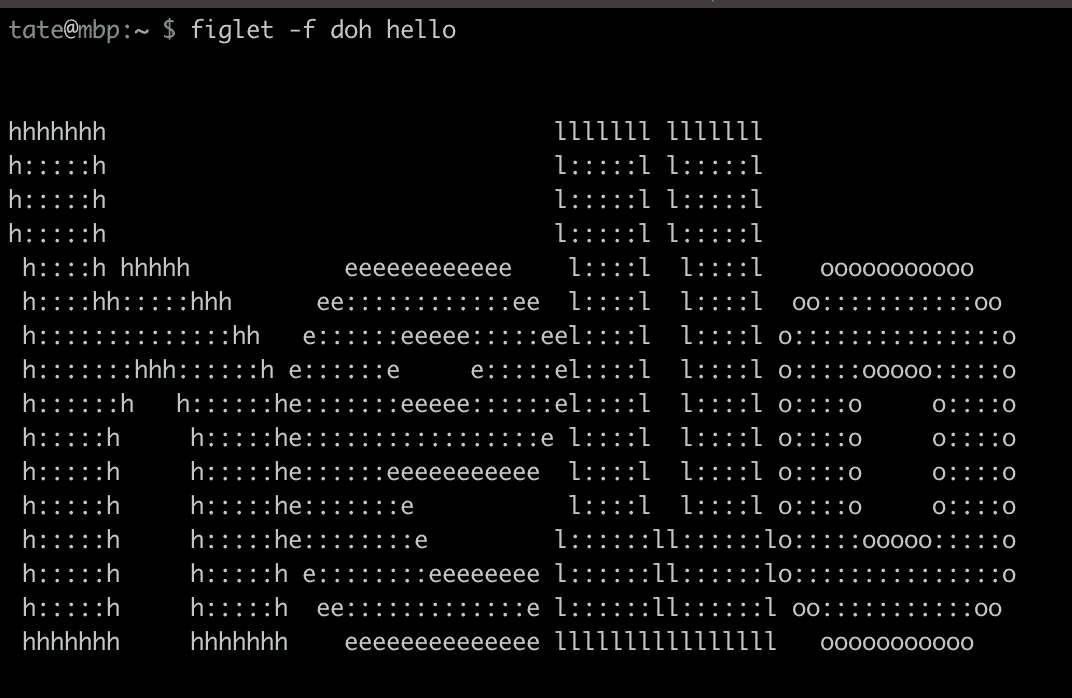 tate@mbp:~ $ figlet -f doh hello

hhhhhhh                                lllllll lllllll
h:::::h                                l:::::l l:::::l
h:::::h                                l:::::l l:::::l
h:::::h                                l:::::l l:::::l
 h::::h hhhhh           eeeeeeeeeeee    l::::l  l::::l    ooooooooooo
 h::::hh:::::hhh      ee::::::::::::ee  l::::l  l::::l  oo:::::::::::oo
 h::::::::::::::hh   e::::::eeeee:::::eel::::l  l::::l o:::::::::::::::o
 h:::::::hhh::::::h e::::::e     e:::::el::::l  l::::l o:::::ooooo:::::o
 h::::::h   h::::::he:::::::eeeee::::::el::::l  l::::l o::::o     o::::o
 h:::::h     h:::::he:::::::::::::::::e l::::l  l::::l o::::o     o::::o
 h:::::h     h:::::he::::::eeeeeeeeeee  l::::l  l::::l o::::o     o::::o
 h:::::h     h:::::he:::::::e           l::::l  l::::l o::::o     o::::o
 h:::::h     h:::::he::::::::e         l::::::ll::::::lo:::::ooooo:::::o
 h:::::h     h:::::h e::::::::eeeeeeee l::::::ll::::::lo:::::::::::::::o
 h:::::h     h:::::h  ee:::::::::::::e l::::::ll::::::l oo:::::::::::oo
 hhhhhhh     hhhhhhh    eeeeeeeeeeeeee llllllllllllllll   ooooooooooo